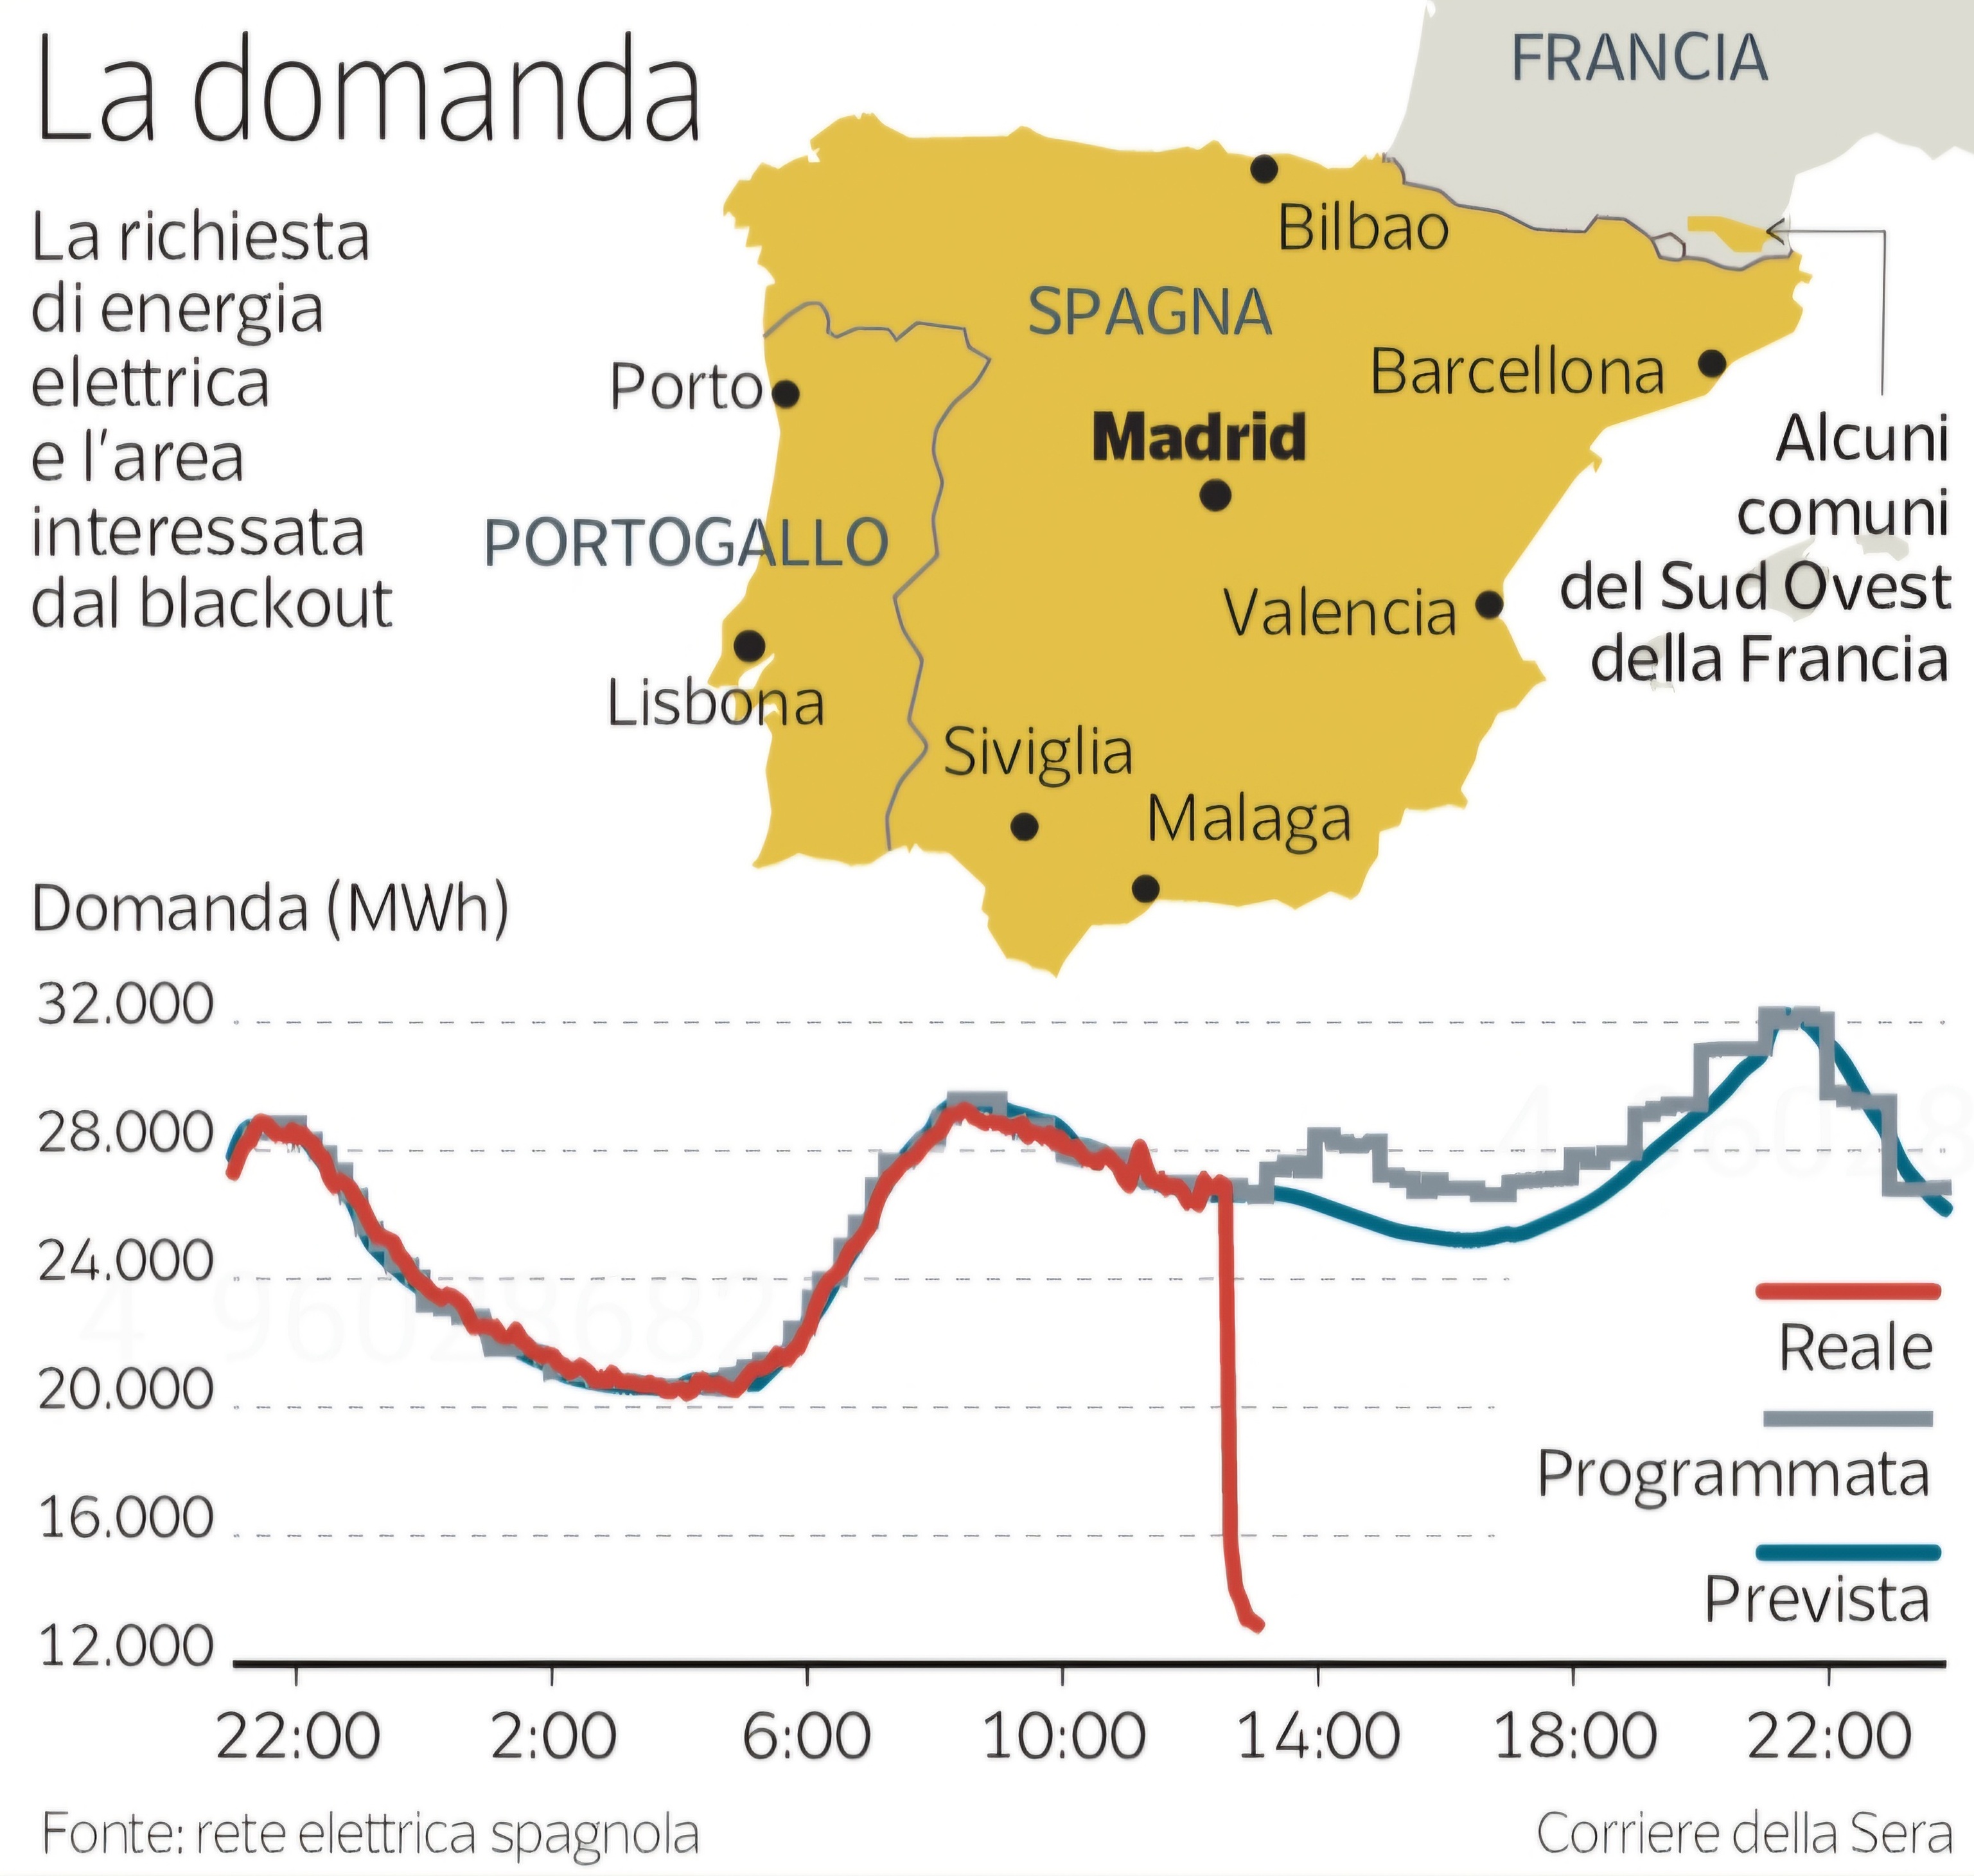 La domanda
La richiesta
di energia
elettrica
e l'area
interessata
dal blackout
FRANCIA
Bilbao
SPAGNA
Barcellona
Porto
Madrid
Alcuni
comuni
del Sud Ovest
della Francia
PORTOGALLO
Valencia
Lisbona
Siviglia
Malaga
Domanda (MWh)
32.000
28.000
24.000
20.000
16.000
12.000
Reale
Programmata
Prevista
22:00 2:00 6:00 10:00 14:00 18:00 22:00
Fonte: rete elettrica spagnola
Corriere della Sera